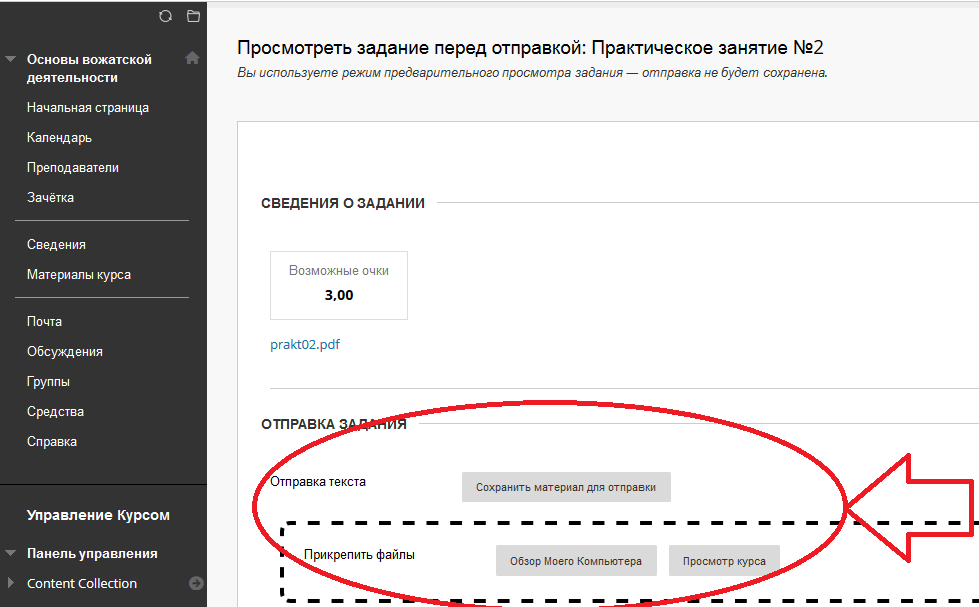 Основы вожатской
деятельности
Начальная страница
Календарь
Преподаватели
Зачётка
Сведения
Материалы курса
Почта
Обсуждения
Группы
Средства
Справка
Управление Курсом
Панель управления
Content Collection
Просмотреть задание перед отправкой: Практическое занятие №2
Вы используете режим предварительного просмотра задания — отправка не будет сохранена.
СВЕДЕНИЯ О ЗАДАНИИ
Возможные очки
3,00
prakt02.pdf
ОТПРАВКА ЗАДАНИЯ
Отправка текста
Сохранить материал для отправки
Прикрепить файлы
Обзор Моего Компьютера
Просмотр курса